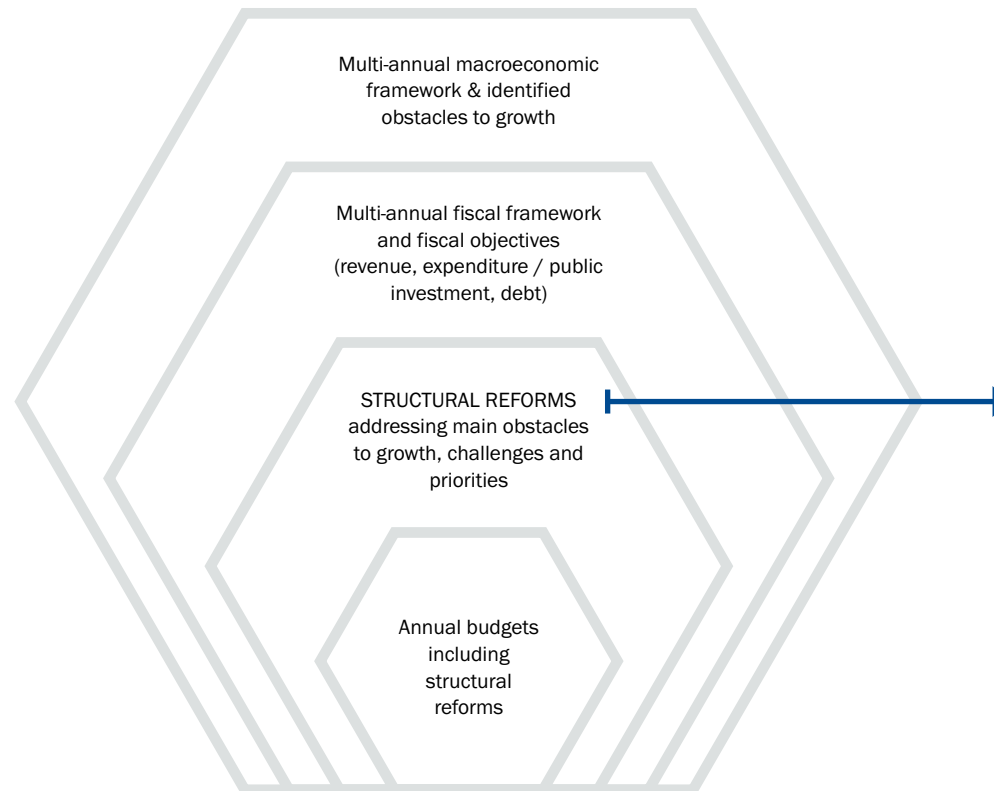 Multi-annual macroeconomic
framework & identified
obstacles to growth
Multi-annual fiscal framework
and fiscal objectives
(revenue, expenditure / public
investment, debt)
STRUCTURAL REFORMS
addressing main obstacles
to growth, challenges and
priorities
Annual budgets
including
structural
reforms